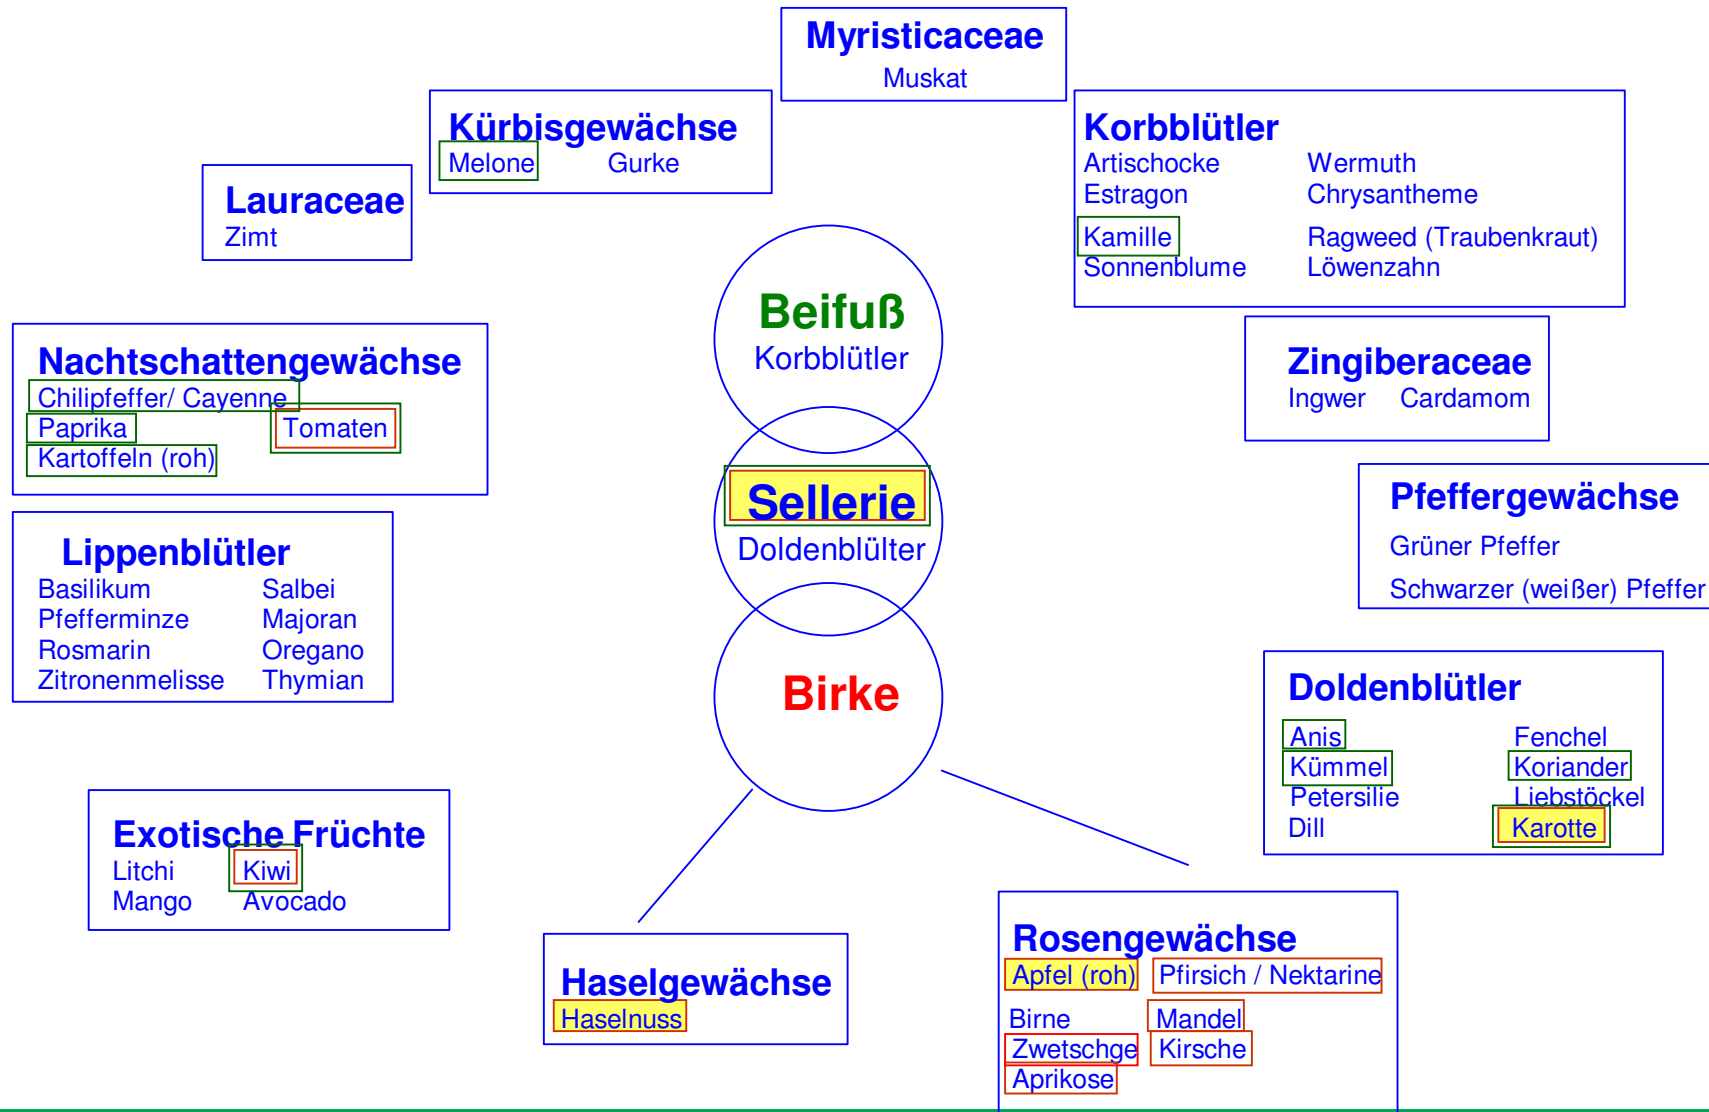 Myristicaceae
Muskat
Kürbisgewächse
Melone Gurke
Korbblütler
Artischocke Wermuth
Estragon Chrysantheme
Kamille Ragweed (Traubenkraut)
Sonnenblume Löwenzahn
Lauraceae
Zimt
Beifuß
Korbblütler
Nachtschattengewächse
Chilipfeffer/ Cayenne
Paprika Tomaten
Kartoffeln (roh)
Zingiberaceae
Ingwer Cardamom
Sellerie
Doldenblülter
Pfeffergewächse
Grüner Pfeffer
Schwarzer (weißer) Pfeffer
Lippenblütler
Basilikum Salbei
Pfefferminze Majoran
Rosmarin Oregano
Zitronenmelisse Thymian
Birke
Doldenblütler
Anis Fenchel
Kümmel Koriander
Petersilie Liebstöckel
Dill Karotte
Exotische Früchte
Litchi Kiwi
Mango Avocado
Haselgewächse
Haselnuss
Rosengewächse
Apfel (roh) Pfirsich / Nektarine
Birne Mandel
Zwetschge Kirsche
Aprikose